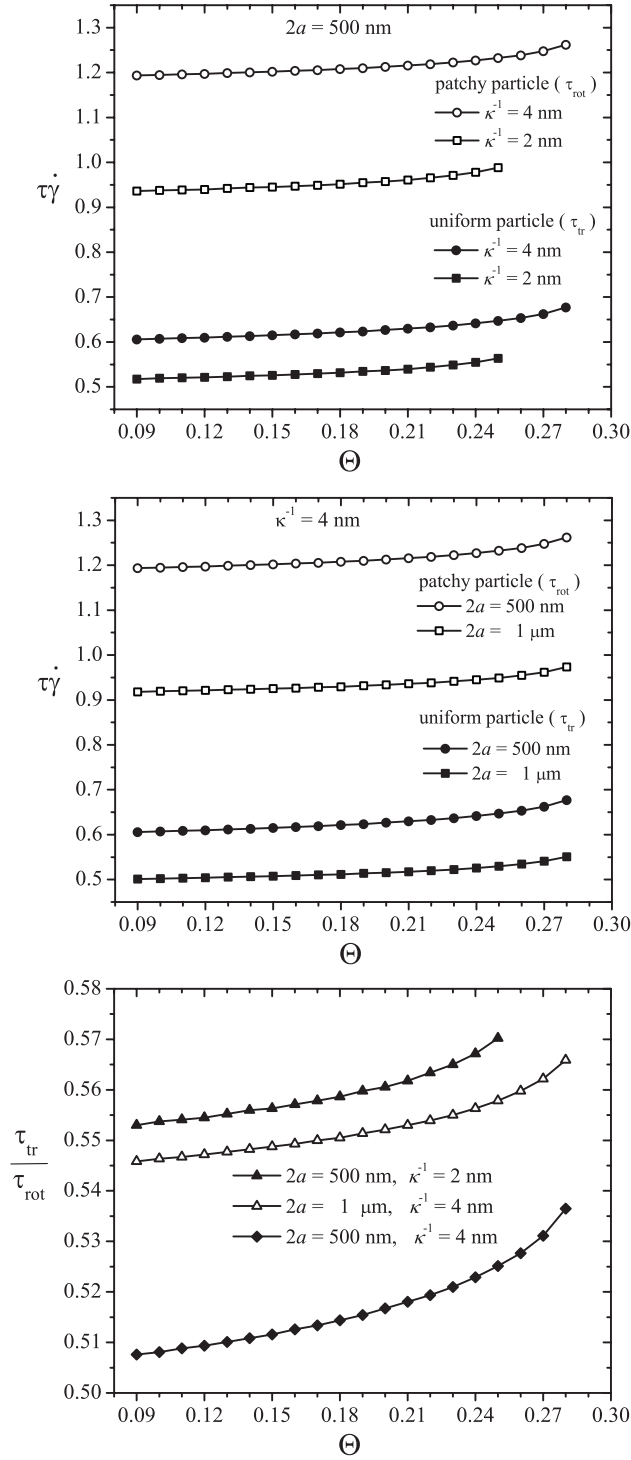 2a = 500 nm
1.3
1.2
1.1
1.0
0.9
0.8
0.7
0.6
0.5
τγ̇
patchy particle ( τrot)
κ-1 = 4 nm
κ-1 = 2 nm
uniform particle ( τtr)
κ-1 = 4 nm
κ-1 = 2 nm
0.09 0.12 0.15 0.18 0.21 0.24 0.27 0.30
Θ
κ-1 = 4 nm
1.3
1.2
1.1
1.0
0.9
0.8
0.7
0.6
0.5
τγ̇
patchy particle ( τrot)
2a = 500 nm
2a = 1 μm
uniform particle ( τtr)
2a = 500 nm
2a = 1 μm
0.09 0.12 0.15 0.18 0.21 0.24 0.27 0.30
Θ
0.58
0.57
0.56
0.55
0.54
0.53
0.52
0.51
0.50
τtr
τrot
2a = 500 nm, κ-1 = 2 nm
2a = 1 μm, κ-1 = 4 nm
2a = 500 nm, κ-1 = 4 nm
0.09 0.12 0.15 0.18 0.21 0.24 0.27 0.30
Θ